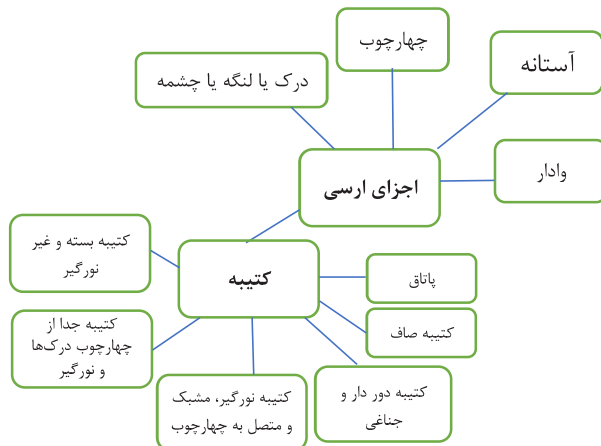 چهارچوب
آستانه
درک یا لنگه یا چشمه
وادار
اجزای ارسی
کتیبه بسته و غیر
نورگیر
کتیبه
پاتاق
کتیبه صاف
کتیبه جدا از
چهارچوب درک‌ها
و نورگیر
کتیبه دور دار و
جناغی
کتیبه نورگیر، مشبک
و متصل به چهارچوب